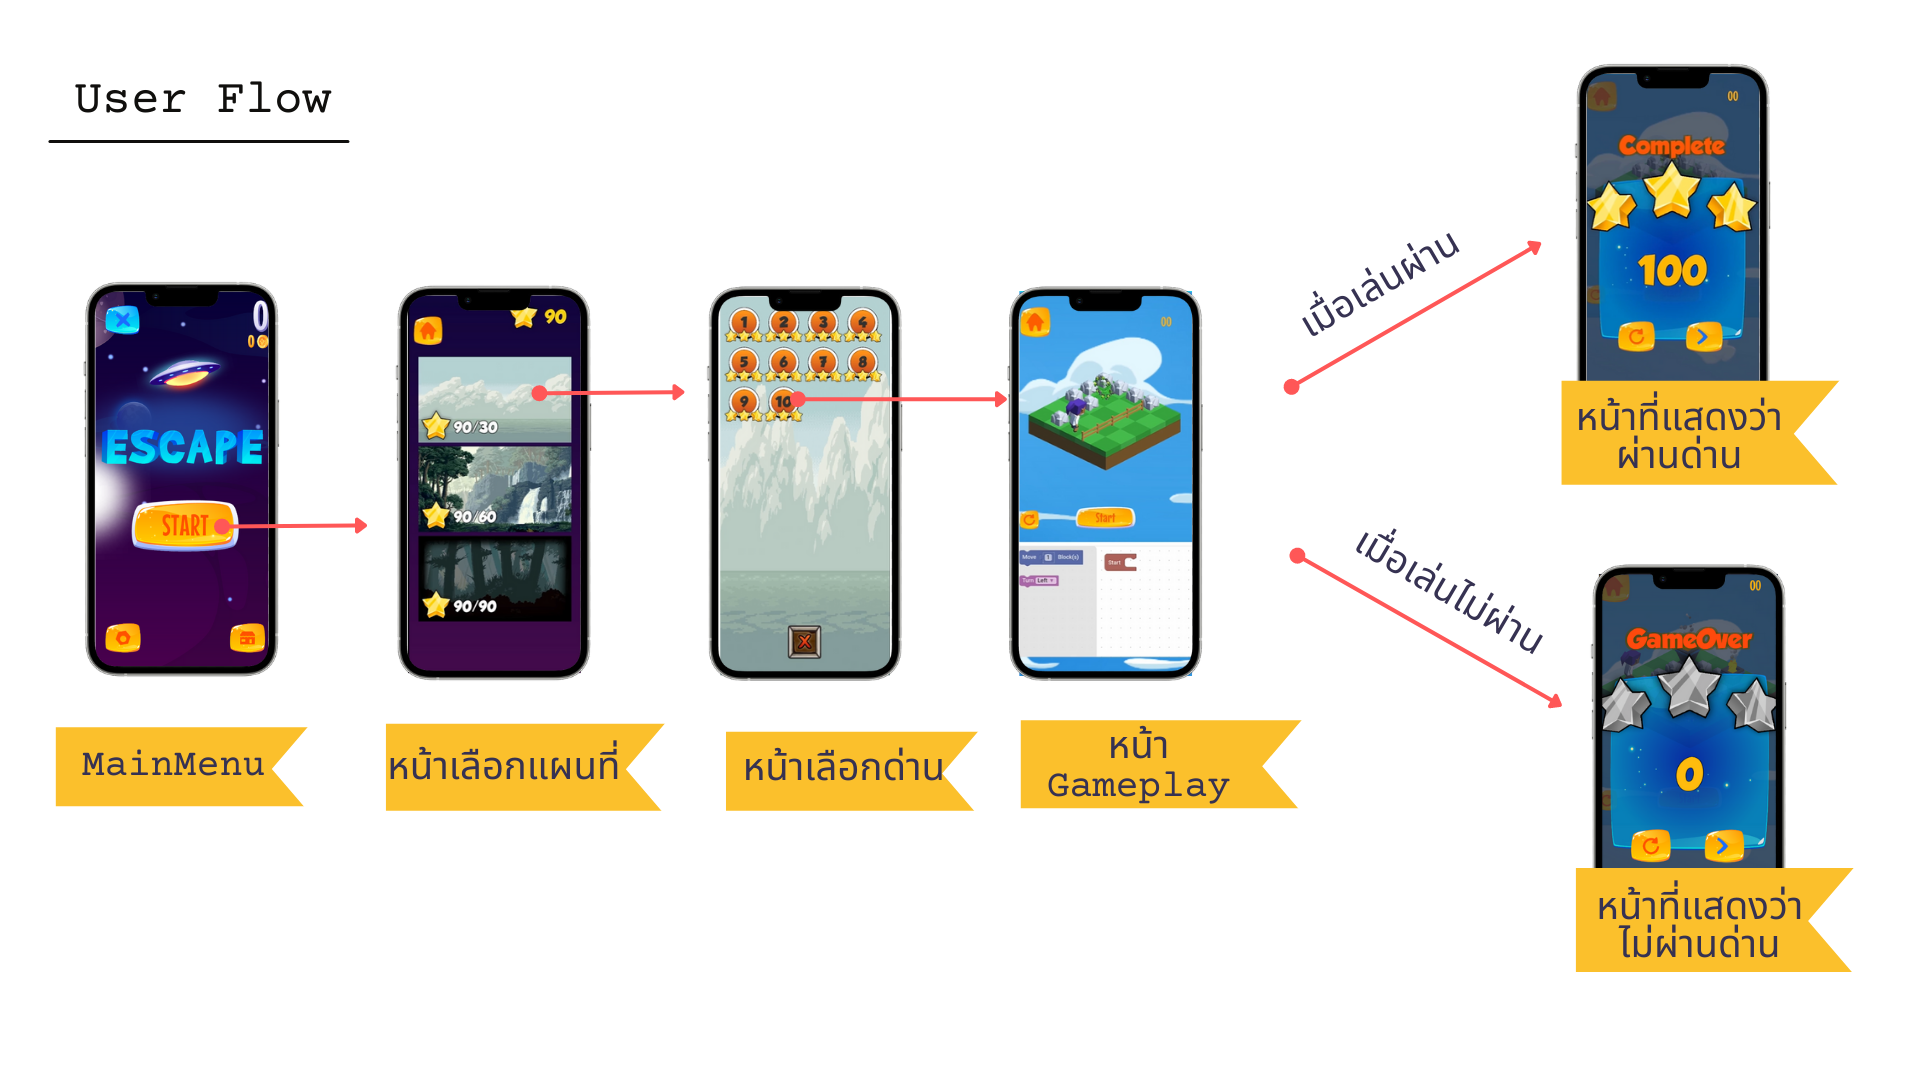 User Flow
0
0
ESCAPE
START
MainMenu
90
90/30
90/60
90/90
หน้าเลือกแผนที่
1 2 3 4
5 6 7 8
9 10
X
หน้าเลือกด่าน
00
Start
Move 1 Block(s)
Start
Turn Left
หน้า
Gameplay
เมื่อเล่นผ่าน
00
Complete
100
หน้าที่แสดงว่า
ผ่านด่าน
เมื่อเล่นไม่ผ่าน
00
GameOver
0
หน้าที่แสดงว่า
ไม่ผ่านด่าน